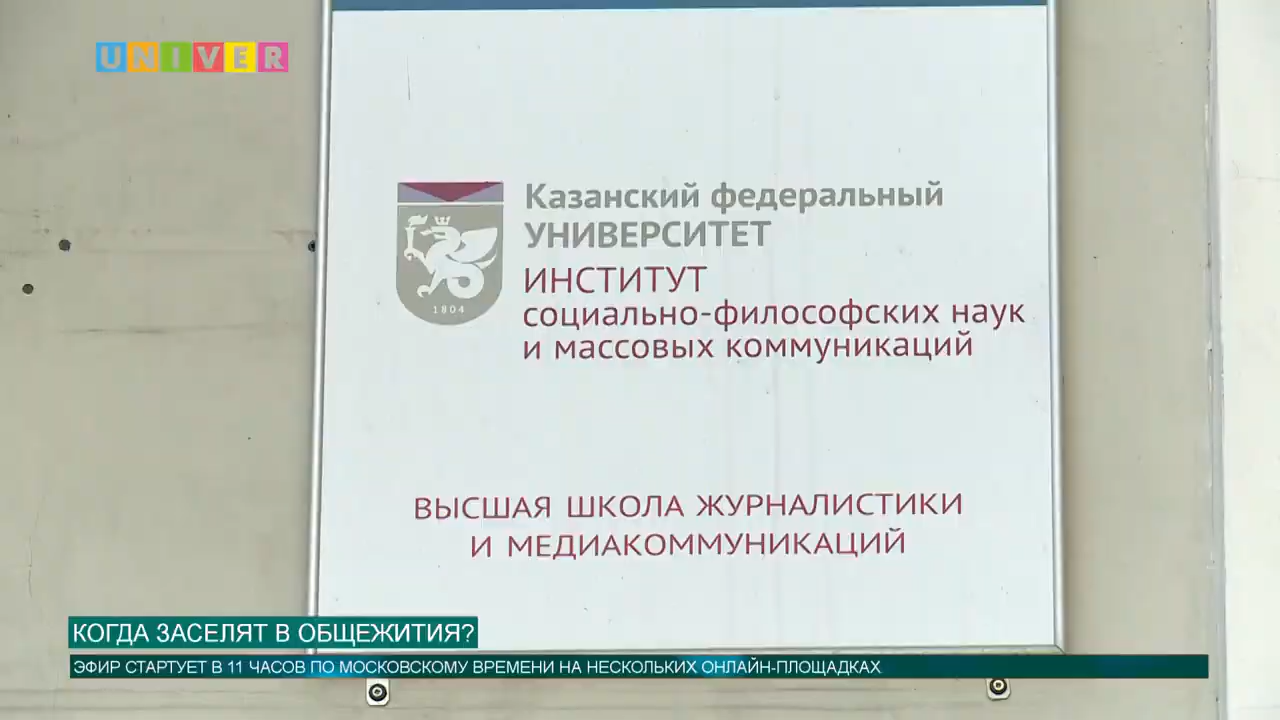 UNIVER
Казанский федеральный
УНИВЕРСИТЕТ
ИНСТИТУТ
социально-философских наук
и массовых коммуникаций
1804
ВЫСШАЯ ШКОЛА ЖУРНАЛИСТИКИ
И МЕДИАКОММУНИКАЦИЙ
КОГДА ЗАСЕЛЯТ В ОБЩЕЖИТИЯ?
ЭФИР СТАРТУЕТ В 11 ЧАСОВ ПО МОСКОВСКОМУ ВРЕМЕНИ НА НЕСКОЛЬКИХ ОНЛАЙН-ПЛОЩАДКАХ